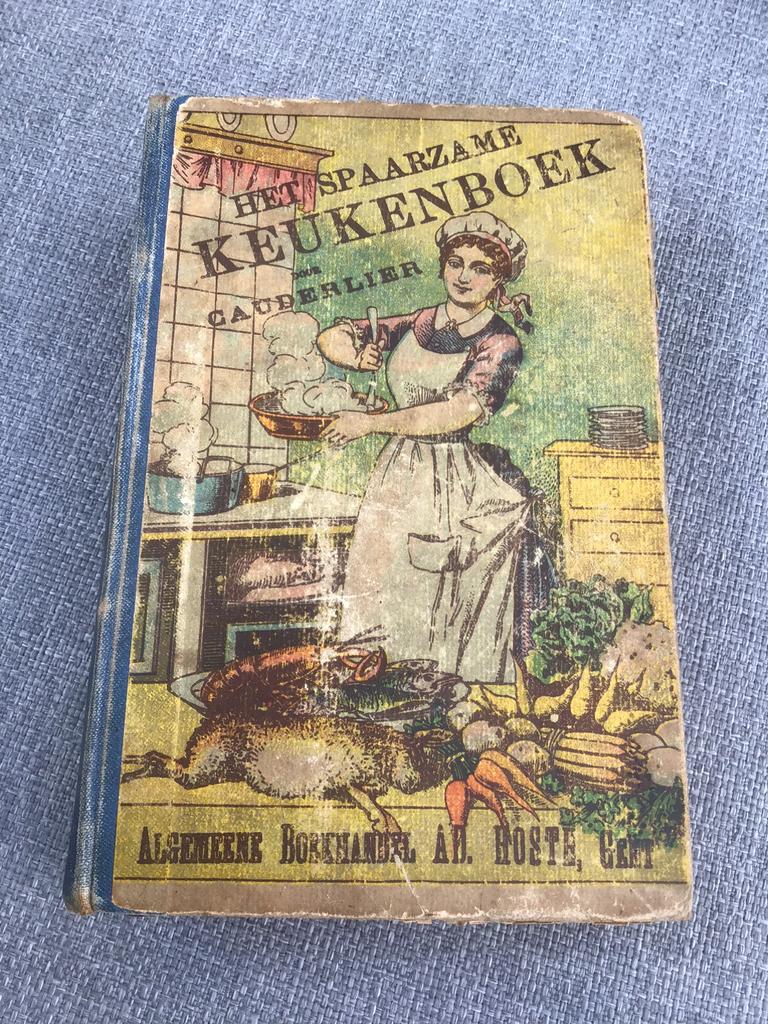 HET SPAARZAME
KEUKENBOEK
DOOR
CAUDERLIER
ALGEMEENE BOEKHANDEL AD. HOSTE, GENT